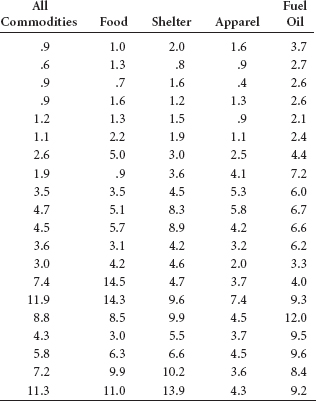 All Fuel
Commodities Food Shelter Apparel Oil
.9 1.0 2.0 1.6 3.7
.6 1.3 .8 .9 2.7
.9 .7 1.6 .4 2.6
.9 1.6 1.2 1.3 2.6
1.2 1.3 1.5 .9 2.1
1.1 2.2 1.9 1.1 2.4
2.6 5.0 3.0 2.5 4.4
1.9 .9 3.6 4.1 7.2
3.5 3.5 4.5 5.3 6.0
4.7 5.1 8.3 5.8 6.7
4.5 5.7 8.9 4.2 6.6
3.6 3.1 4.2 3.2 6.2
3.0 4.2 4.6 2.0 3.3
7.4 14.5 4.7 3.7 4.0
11.9 14.3 9.6 7.4 9.3
8.8 8.5 9.9 4.5 12.0
4.3 3.0 5.5 3.7 9.5
5.8 6.3 6.6 4.5 9.6
7.2 9.9 10.2 3.6 8.4
11.3 11.0 13.9 4.3 9.2